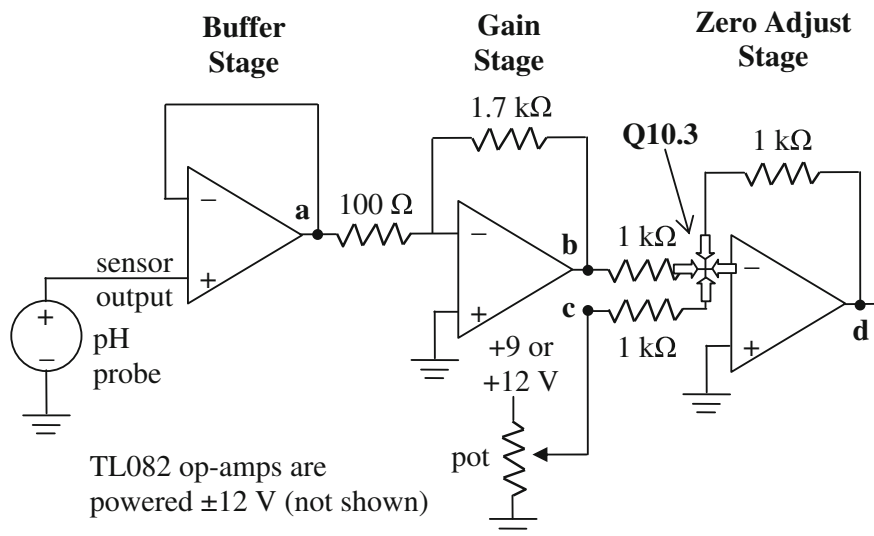 Buffer
Stage
Gain
Stage
Zero Adjust
Stage
1.7 kΩ
Q10.3
1 kΩ
a
100 Ω
b
1 kΩ
c
1 kΩ
d
sensor
output
pH
probe
+9 or
+12 V
pot
TL082 op-amps are
powered ±12 V (not shown)
−
+
+
−
−
+
−
+